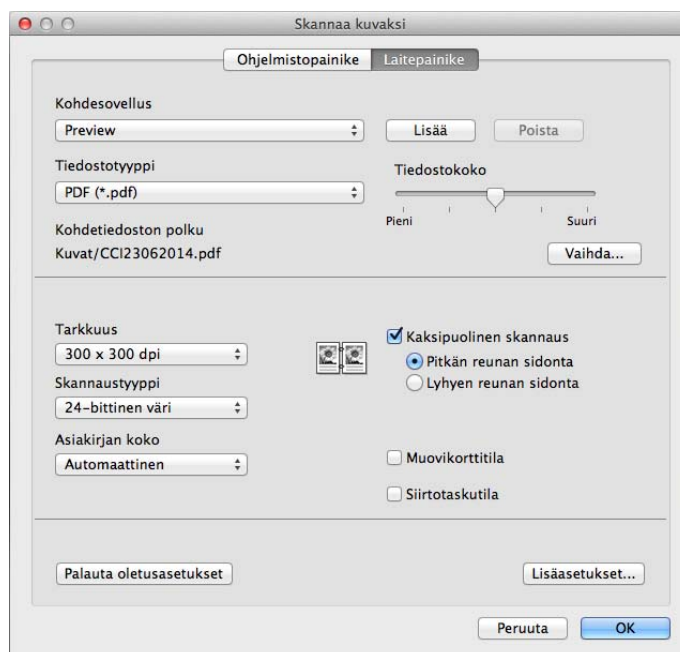 Skannaa kuvaksi
Ohjelmistopainike Laitepainike
Kohdesovellus
Preview Lisää Poista
Tiedostotyyppi Tiedostokoko
PDF (*.pdf)
Pieni Suuri
Kohdetiedoston polku
Kuvat/CCI23062014.pdf Vaihda...
Tarkkuus Kaksipuolinen skannaus
300 x 300 dpi Pitkän reunan sidonta
Skannaustyyppi Lyhyen reunan sidonta
24-bittinen väri
Asiakirjan koko
Automaattinen Muovikorttitila
Siirtotaskutila
Palauta oletusasetukset Lisäasetukset...
Peruuta OK